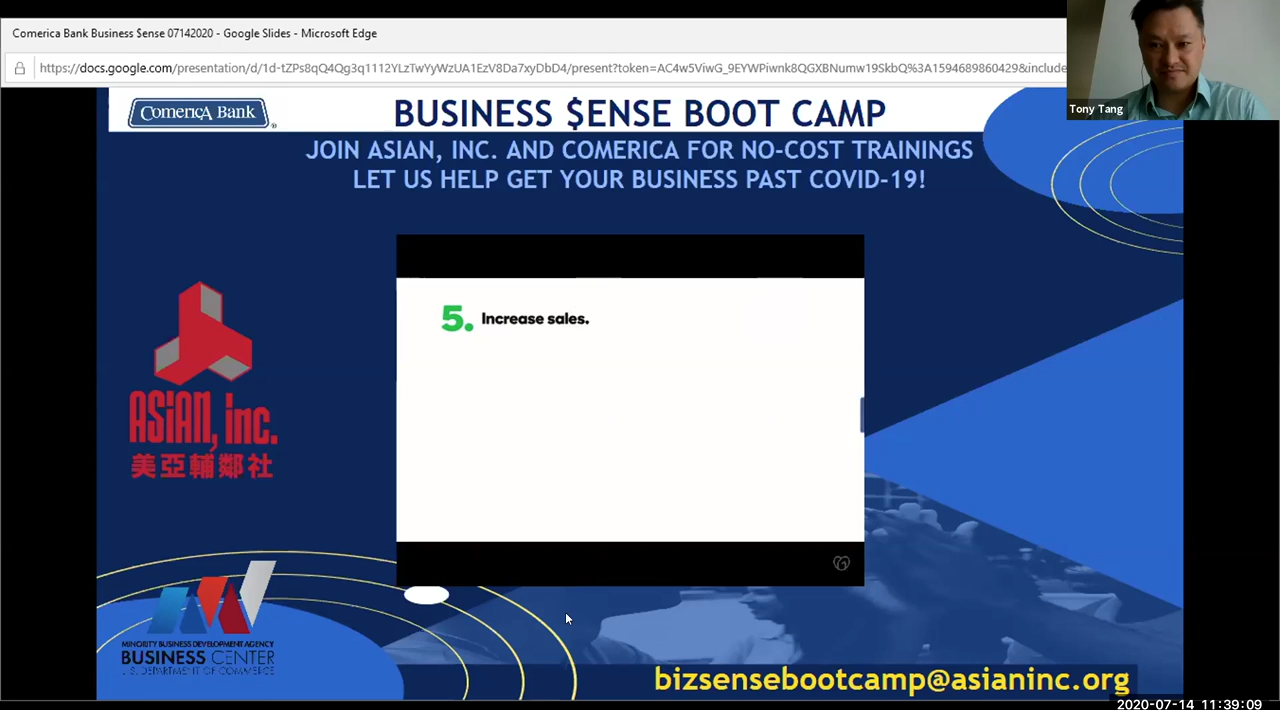 Comerica Bank Business $ense 07142020 - Google Slides - Microsoft Edge
https://docs.google.com/presentation/d/1d-tZPs8qQ4Qg3q1112YLzTwYyWzUA1EzV8Da7xyDbD4/present?token=AC4w5ViwG_9EYWPiwnk8QGXBNumw19SkbQ%3A1594689860429&include
Tony Tang
ComericA Bank
BUSINESS $ENSE BOOT CAMP
JOIN ASIAN, INC. AND COMERICA FOR NO-COST TRAININGS
LET US HELP GET YOUR BUSINESS PAST COVID-19!
5. Increase sales.
ASiAN, inc.
美亞輔鄰社
MINORITY BUSINESS DEVELOPMENT AGENCY
BUSINESS CENTER
U.S. DEPARTMENT OF COMMERCE
bizsensebootcamp@asianinc.org
2020-07-14 11:39:09